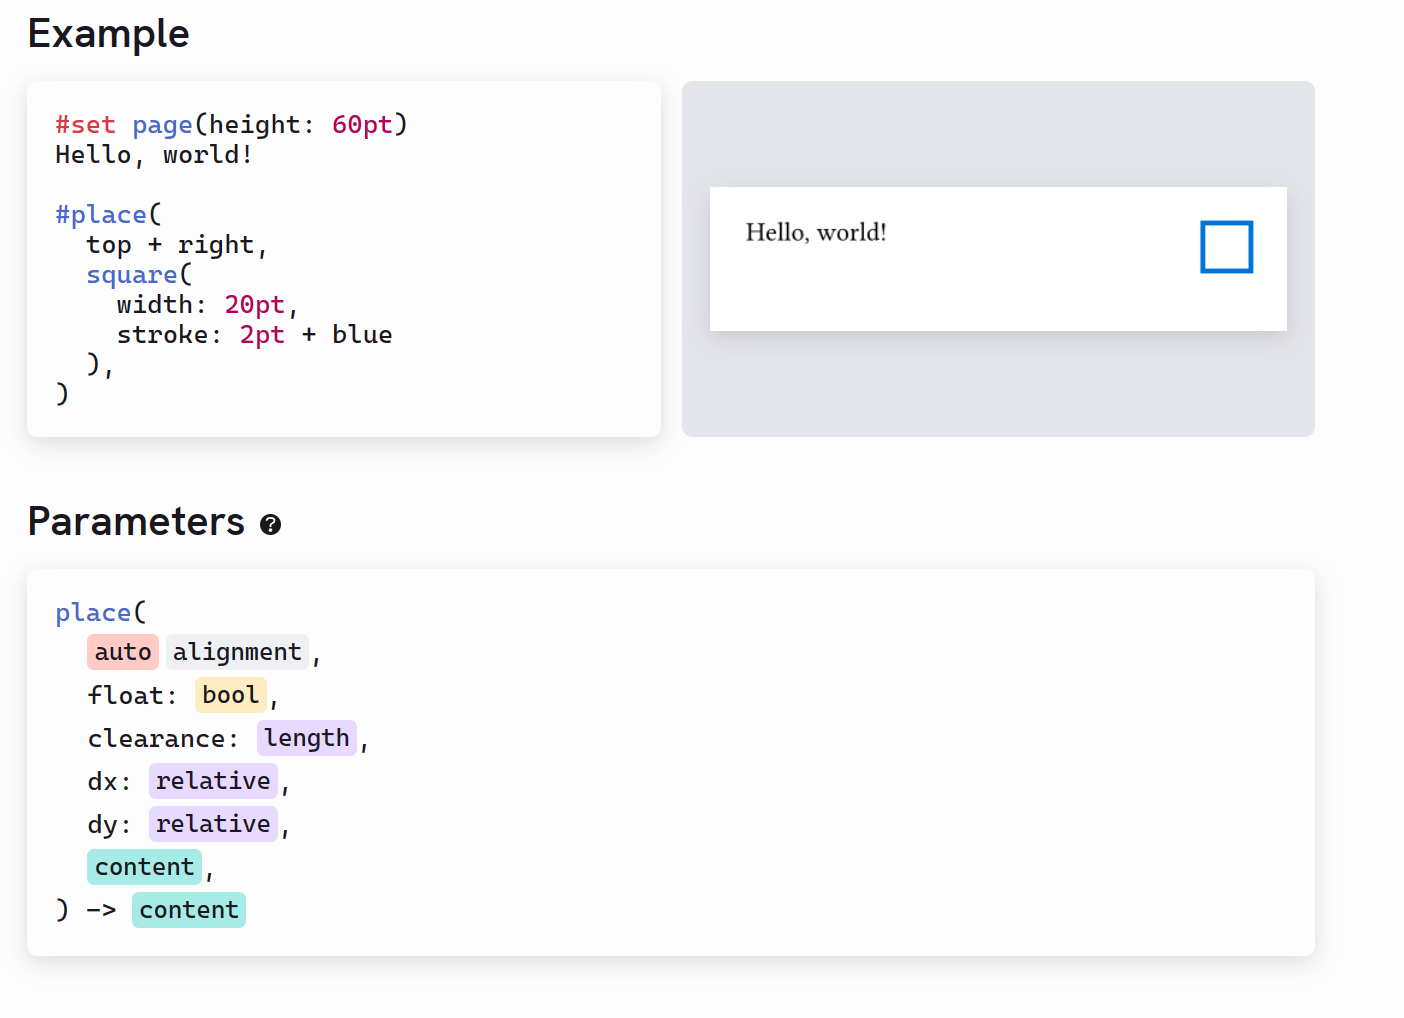 Example
#set page(height: 60pt)
Hello, world!
#place(
top + right,
square(
width: 20pt,
stroke: 2pt + blue
),
)
Hello, world!
Parameters ?
place(
auto alignment,
float: bool,
clearance: length,
dx: relative,
dy: relative,
content,
) -> content